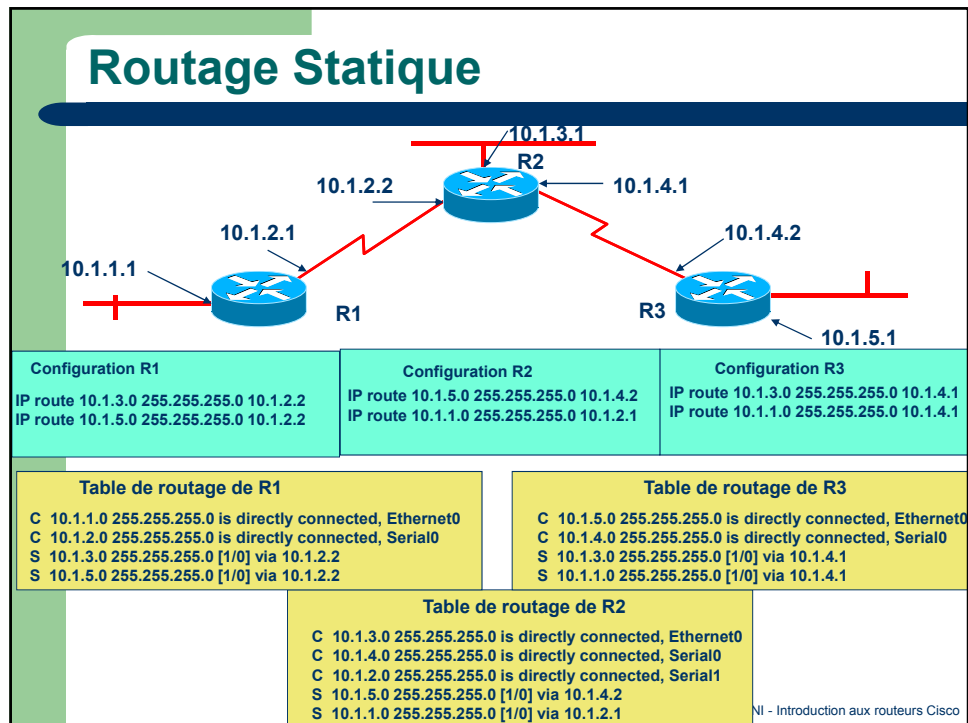 Routage Statique
10.1.3.1
R2
10.1.2.2
10.1.4.1
10.1.2.1
10.1.4.2
10.1.1.1
R1
R3
10.1.5.1
Configuration R1
IP route 10.1.3.0 255.255.255.0 10.1.2.2
IP route 10.1.5.0 255.255.255.0 10.1.2.2
Configuration R2
IP route 10.1.5.0 255.255.255.0 10.1.4.2
IP route 10.1.1.0 255.255.255.0 10.1.2.1
Configuration R3
IP route 10.1.3.0 255.255.255.0 10.1.4.1
IP route 10.1.1.0 255.255.255.0 10.1.4.1
Table de routage de R1
C 10.1.1.0 255.255.255.0 is directly connected, Ethernet0
C 10.1.2.0 255.255.255.0 is directly connected, Serial0
S 10.1.3.0 255.255.255.0 [1/0] via 10.1.2.2
S 10.1.5.0 255.255.255.0 [1/0] via 10.1.2.2
Table de routage de R3
C 10.1.5.0 255.255.255.0 is directly connected, Ethernet0
C 10.1.4.0 255.255.255.0 is directly connected, Serial0
S 10.1.3.0 255.255.255.0 [1/0] via 10.1.4.1
S 10.1.1.0 255.255.255.0 [1/0] via 10.1.4.1
Table de routage de R2
C 10.1.3.0 255.255.255.0 is directly connected, Ethernet0
C 10.1.4.0 255.255.255.0 is directly connected, Serial0
C 10.1.2.0 255.255.255.0 is directly connected, Serial1
S 10.1.5.0 255.255.255.0 [1/0] via 10.1.4.2
S 10.1.1.0 255.255.255.0 [1/0] via 10.1.2.1
NI - Introduction aux routeurs Cisco